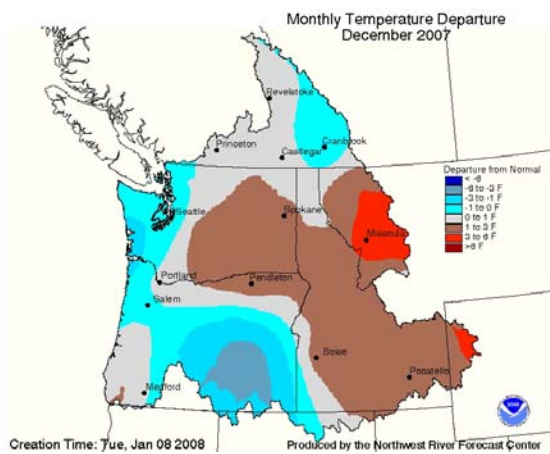 Monthly Temperature Departure
December 2007
Revelstoke
Princeton
Castlegar
Cranbrook
Departure from Normal
< -6
-6 to -3 F
-3 to -1 F
-1 to 0 F
0 to 1 F
1 to 3 F
3 to 6 F
>6 F
Seattle
Spokane
Missoula
Portland
Pendleton
Salem
Boise
Pocatello
Medford
NOAA
Creation Time: Tue, Jan 08 2008
Produced by the Northwest River Forecast Center